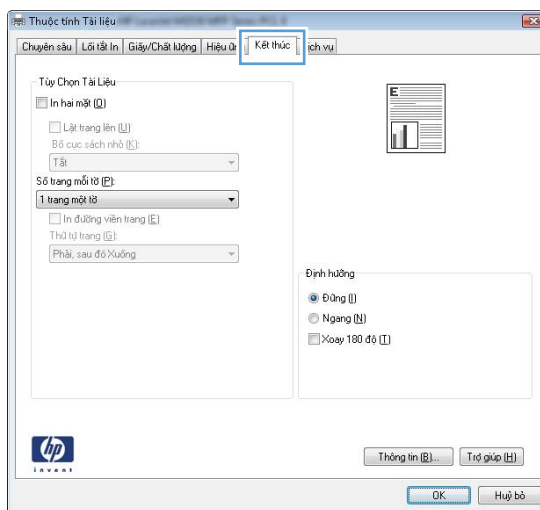 Thuộc tính Tài liệu
Chuyên sâu
Lối tắt In
Giấy/Chất lượng
Hiệu ứ
Kết thúc
ịch vụ
Tùy Chọn Tài Liệu
In hai mặt (O)
Lật trang lên (U)
Bố cục sách nhỏ (K):
Tắt
Số trang mỗi tờ (P):
1 trang một tờ
In đường viền trang (E)
Thứ tự trang (G):
Phải, sau đó Xuống
E
Định hướng
Đứng (I)
Ngang (N)
Xoay 180 độ (T)
hp
invent
Thông tin (B)...
Trợ giúp (H)
OK
Huỷ bỏ